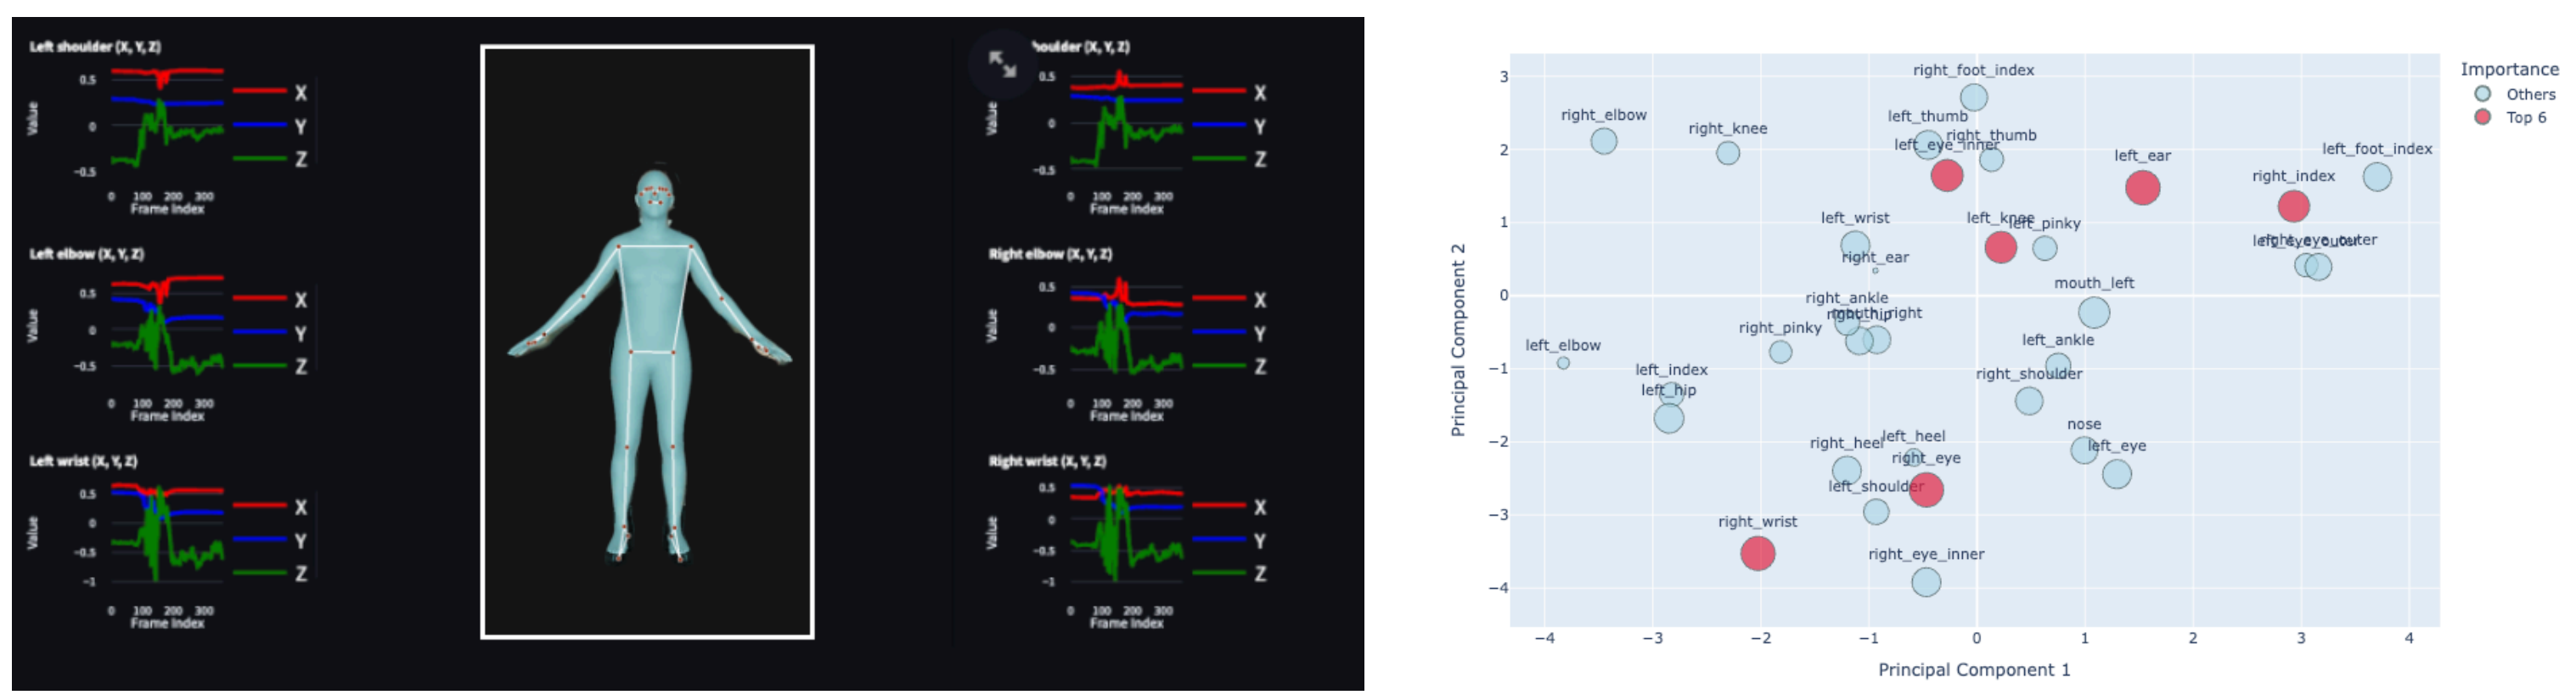 Left shoulder (X, Y, Z)
0.5
0
−0.5
Value
0 100 200 300
Frame Index
X
Y
Z
Left elbow (X, Y, Z)
0.5
0
−0.5
Value
0 100 200 300
Frame Index
X
Y
Z
Left wrist (X, Y, Z)
0.5
0
−0.5
−1
Value
0 100 200 300
Frame Index
X
Y
Z
houlder (X, Y, Z)
0.5
0
−0.5
Value
0 100 200 300
Frame Index
X
Y
Z
Right elbow (X, Y, Z)
0.5
0
−0.5
Value
0 100 200 300
Frame Index
X
Y
Z
Right wrist (X, Y, Z)
0.5
0
−0.5
−1
Value
0 100 200 300
Frame Index
X
Y
Z
Principal Component 2
3
2
1
0
−1
−2
−3
−4
right_foot_index
right_elbow
left_thumb
right_knee
right_thumb
left_eye_inner
left_ear
left_foot_index
right_index
left_wrist
left_knee
left_pinky
left_eye_outer
right_eye_outer
right_ear
mouth_left
right_ankle
right_hip
mouth_right
right_pinky
left_elbow
left_ankle
left_index
right_shoulder
left_hip
nose
right_heel
left_heel
left_eye
right_eye
left_shoulder
right_wrist
right_eye_inner
−4 −3 −2 −1 0 1 2 3 4
Principal Component 1
Importance
Others
Top 6